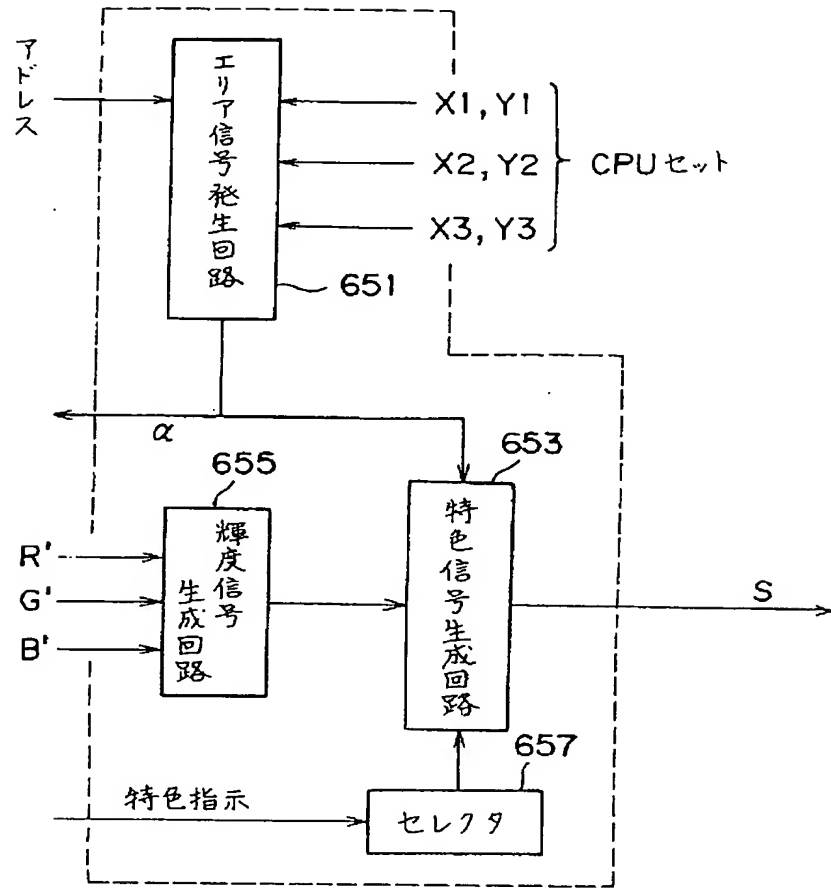 アドレス
エリア信号発生回路
X1, Y1
X2, Y2
X3, Y3
CPUセット
651
α
653
655
輝度信号
生成回路
特色信号生成回路
R'
G'
B'
S
657
特色指示
セレクタ